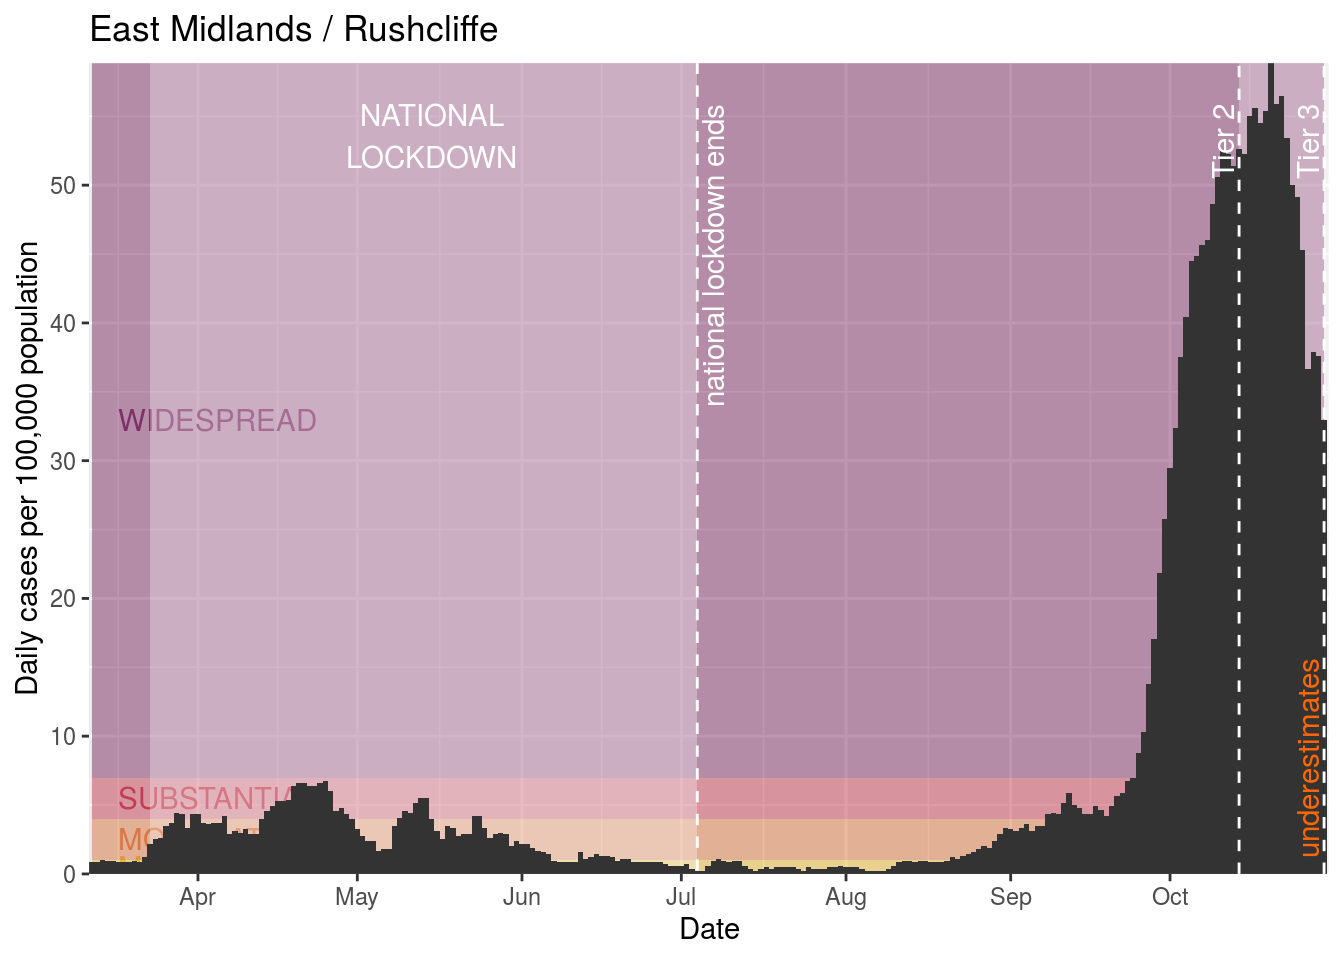 East Midlands / Rushcliffe
NATIONAL
LOCKDOWN
national lockdown ends
Tier 2
Tier 3
WIDESPREAD
underestimates
Daily cases per 100,000 population
50
40
30
20
10
0
Apr
May
Jun
Jul
Aug
Sep
Oct
Date